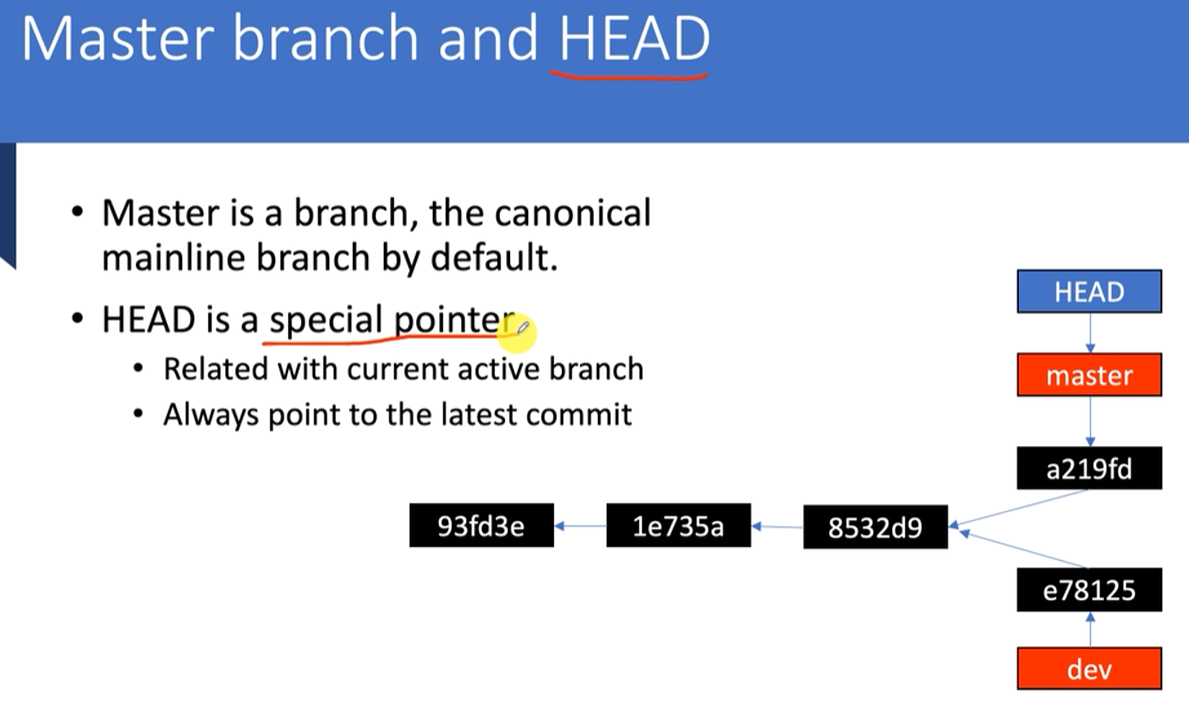 Master branch and HEAD
• Master is a branch, the canonical
mainline branch by default.
• HEAD is a special pointer.
• Related with current active branch
• Always point to the latest commit
HEAD
master
a219fd
93fd3e
1e735a
8532d9
e78125
dev